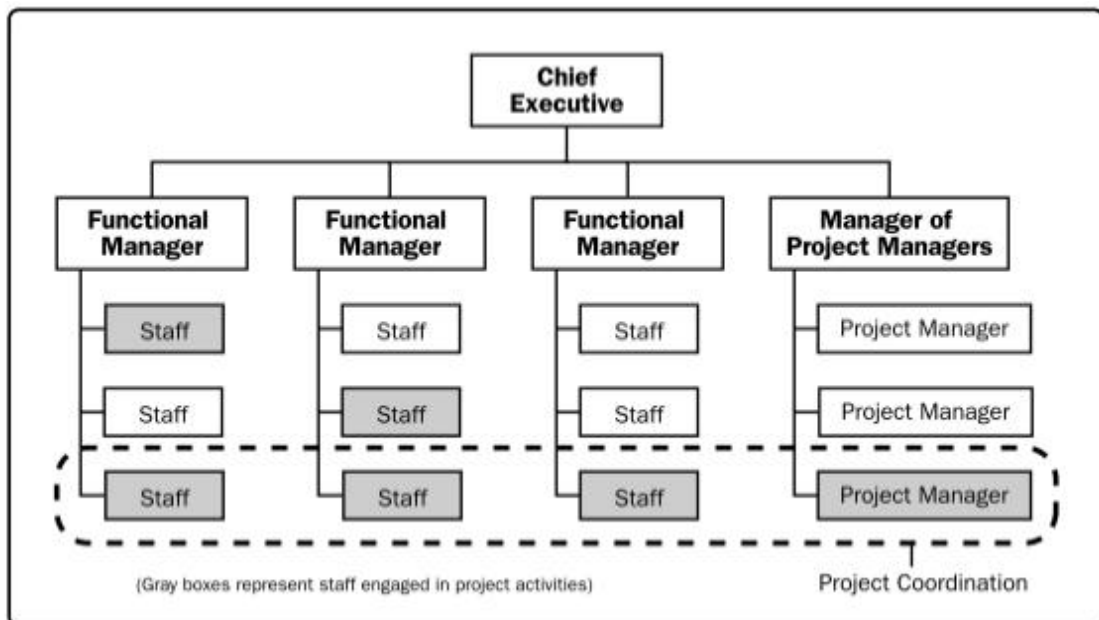 Chief
Executive
Functional
Manager
Functional
Manager
Functional
Manager
Manager of
Project Managers
Staff
Staff
Staff
Project Manager
Staff
Staff
Staff
Project Manager
Staff
Staff
Staff
Project Manager
(Gray boxes represent staff engaged in project activities)
Project Coordination